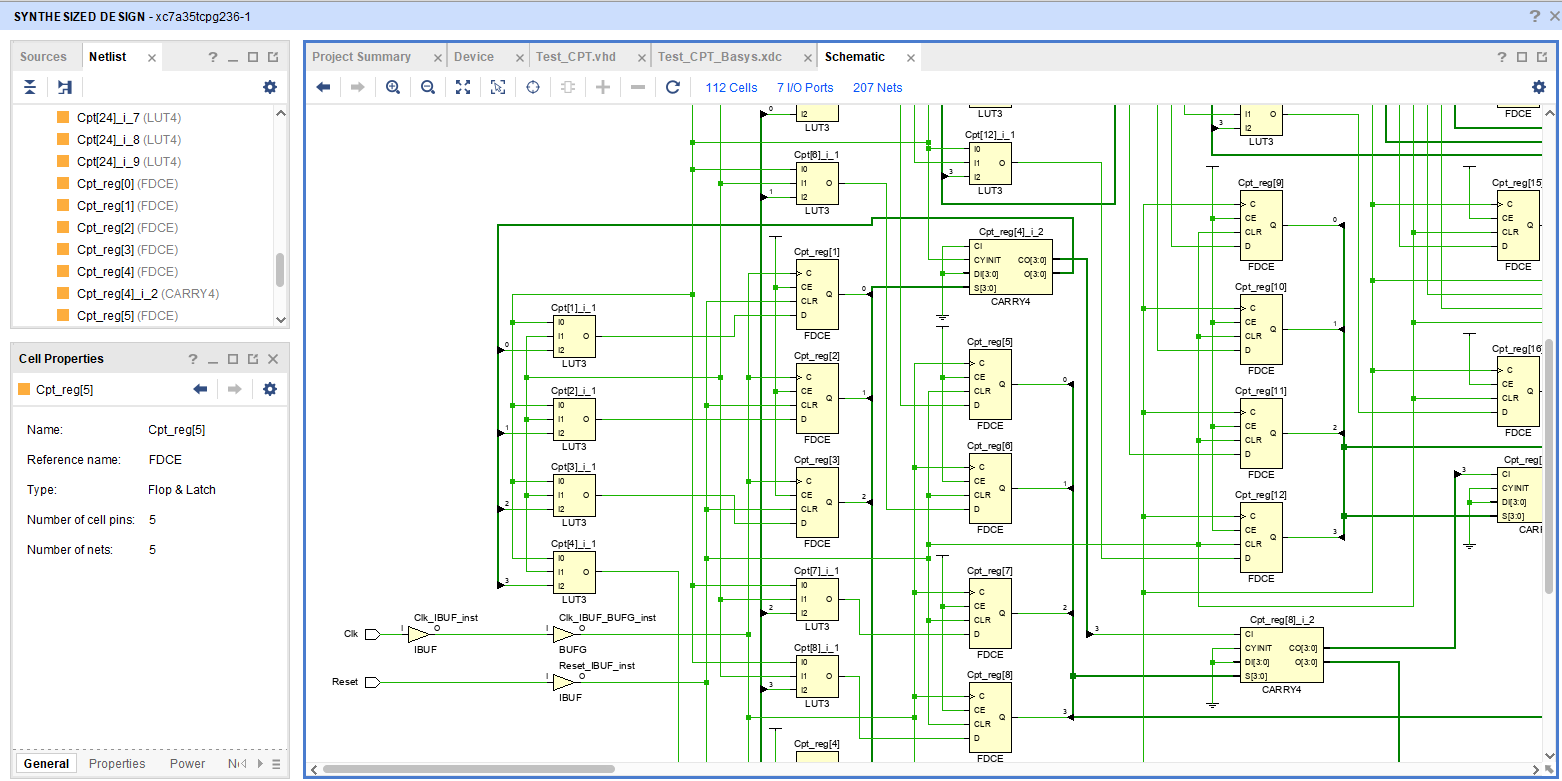 SYNTHESIZED DESIGN - xc7a35tcpg236-1
Sources Netlist
Cpt[24]_i_7 (LUT4)
Cpt[24]_i_8 (LUT4)
Cpt[24]_i_9 (LUT4)
Cpt_reg[0] (FDCE)
Cpt_reg[1] (FDCE)
Cpt_reg[2] (FDCE)
Cpt_reg[3] (FDCE)
Cpt_reg[4] (FDCE)
Cpt_reg[4]_i_2 (CARRY4)
Cpt_reg[5] (FDCE)
Cell Properties
Cpt_reg[5]
Name: Cpt_reg[5]
Reference name: FDCE
Type: Flop & Latch
Number of cell pins: 5
Number of nets: 5
General Properties Power
Project Summary Device Test_CPT.vhd Test_CPT_Basys.xdc Schematic
112 Cells 7 I/O Ports 207 Nets
Cpt[1]_i_1
I0
I1 O
I2
LUT3
0
Cpt[2]_i_1
I0
I1 O
I2
LUT3
1
Cpt[3]_i_1
I0
I1 O
I2
LUT3
2
Cpt[4]_i_1
I0
I1 O
I2
LUT3
3
Clk
Clk_IBUF_inst
I O
IBUF
Clk_IBUF_BUFG_inst
I O
BUFG
Reset
Reset_IBUF_inst
I O
IBUF
0
I2
LUT3
Cpt[6]_i_1
I0
I1 O
I2
LUT3
1
Cpt_reg[1]
C
CE
CLR Q
D
FDCE
0
Cpt_reg[2]
C
CE
CLR Q
D
FDCE
1
Cpt_reg[3]
C
CE
CLR Q
D
FDCE
2
Cpt[7]_i_1
I0
I1 O
I2
LUT3
2
Cpt[8]_i_1
I0
I1 O
I2
LUT3
3
Cpt_reg[4]
LUT3
Cpt[12]_i_1
I0
I1 O
I2
LUT3
3
Cpt_reg[4]_i_2
CI
CYINIT CO[3:0]
DI[3:0] O[3:0]
S[3:0]
CARRY4
Cpt_reg[5]
C
CE
CLR Q
D
FDCE
0
Cpt_reg[6]
C
CE
CLR Q
D
FDCE
1
Cpt_reg[7]
C
CE
CLR Q
D
FDCE
2
Cpt_reg[8]
C
CE
CLR Q
D
FDCE
3
I1 O
I2
LUT3
3
Cpt_reg[9]
C
CE
CLR Q
D
FDCE
0
Cpt_reg[10]
C
CE
CLR Q
D
FDCE
1
Cpt_reg[11]
C
CE
CLR Q
D
FDCE
2
Cpt_reg[12]
C
CE
CLR Q
D
FDCE
3
Cpt_reg[8]_i_2
3
CI
CYINIT CO[3:0]
DI[3:0] O[3:0]
S[3:0]
CARRY4
FDCE
Cpt_reg[15]
C
CE
CLR Q
D
FDCE
Cpt_reg[16]
C
CE
CLR Q
D
FDCE
Cpt_reg[
3
CI
CYINIT
DI[3:0]
S[3:0]